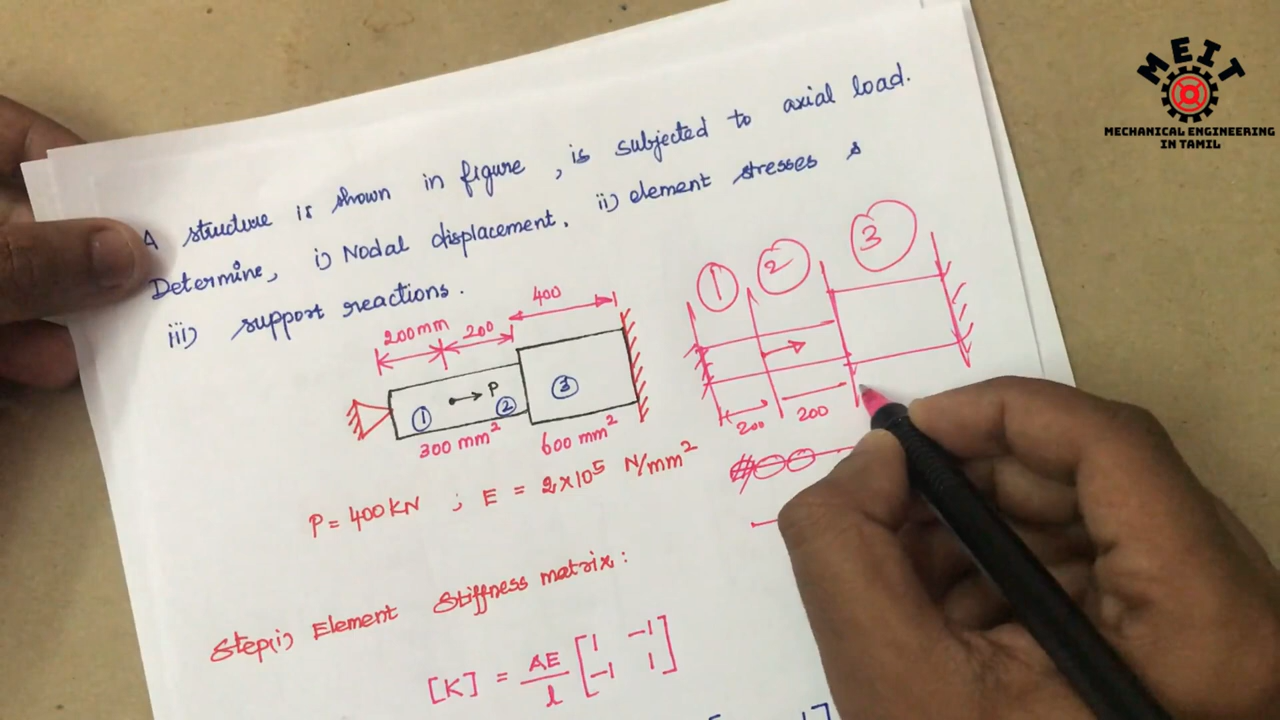 MEIT
MECHANICAL ENGINEERING
IN TAMIL
A structure is shown in figure, is subjected to axial load.
Determine, i) Nodal displacement, ii) element stresses &
iii) support reactions.
200mm 200 400
1 P 2 3
300 mm² 600 mm²
1 2 3
200 200
P = 400 KN ; E = 2×10⁵ N/mm²
Step(i) Element Stiffness matrix:
[K] = AE/l [1 -1
-1 1]